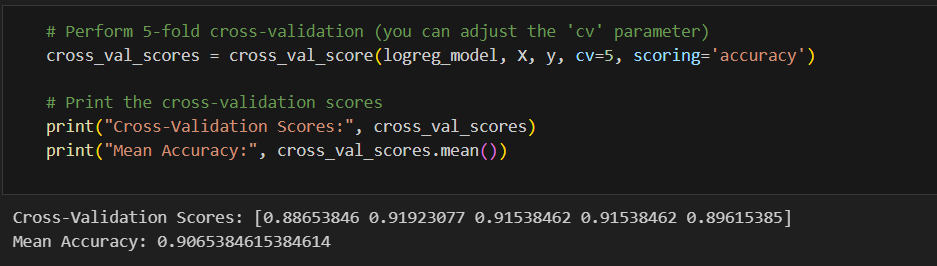 # Perform 5-fold cross-validation (you can adjust the 'cv' parameter)
cross_val_scores = cross_val_score(logreg_model, X, y, cv=5, scoring='accuracy')
# Print the cross-validation scores
print("Cross-Validation Scores:", cross_val_scores)
print("Mean Accuracy:", cross_val_scores.mean())
Cross-Validation Scores: [0.88653846 0.91923077 0.91538462 0.91538462 0.89615385]
Mean Accuracy: 0.9065384615384614